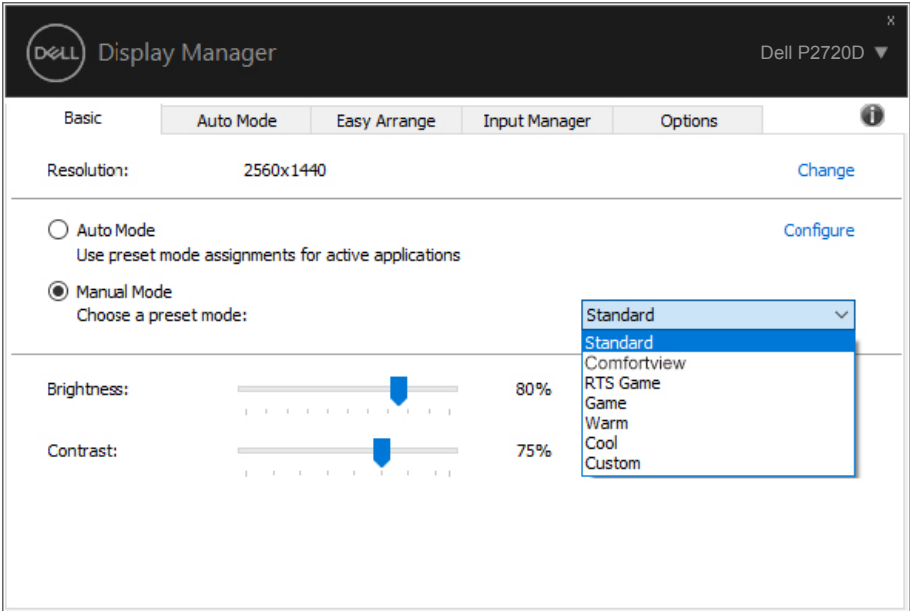 x
DELL Display Manager
Dell P2720D ▼
Basic Auto Mode Easy Arrange Input Manager Options i
Resolution: 2560x1440 Change
Auto Mode Configure
Use preset mode assignments for active applications
Manual Mode
Choose a preset mode: Standard
Standard
Comfortview
RTS Game
Game
Warm
Cool
Custom
Brightness: 80%
Contrast: 75%